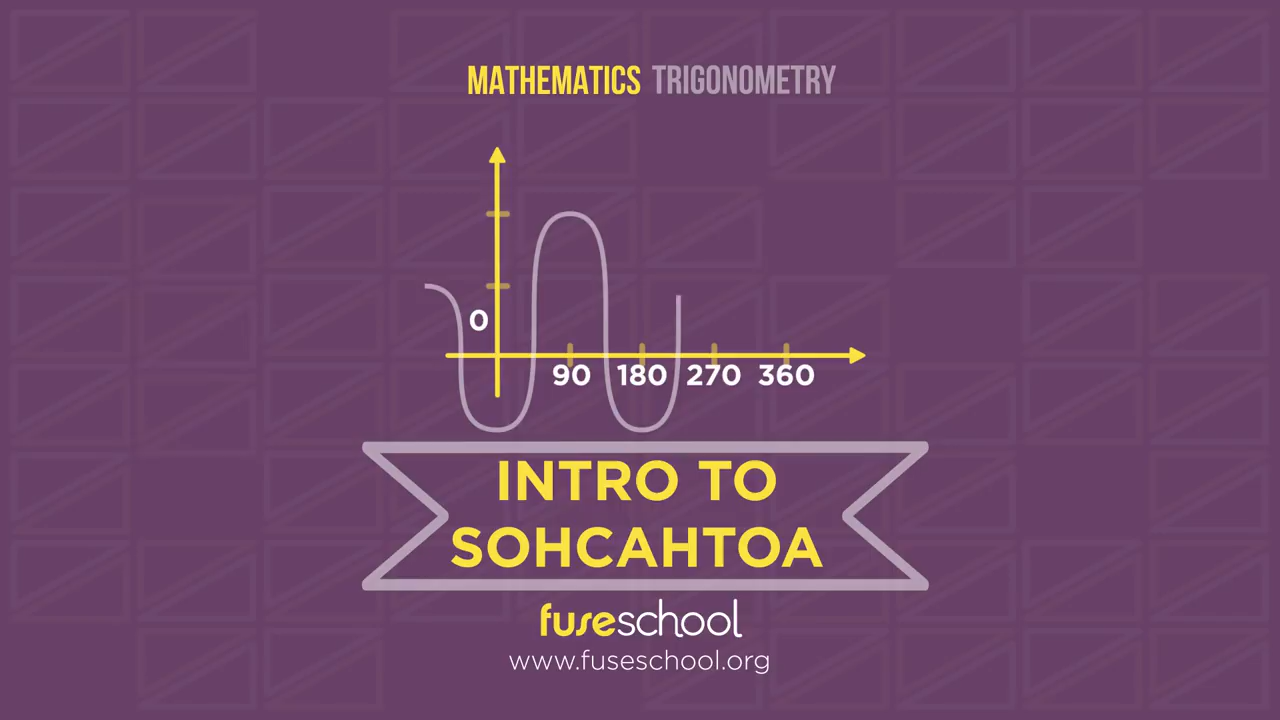 MATHEMATICS TRIGONOMETRY
0
90 180 270 360
INTRO TO
SOHCAHTOA
fuseschool
www.fuseschool.org